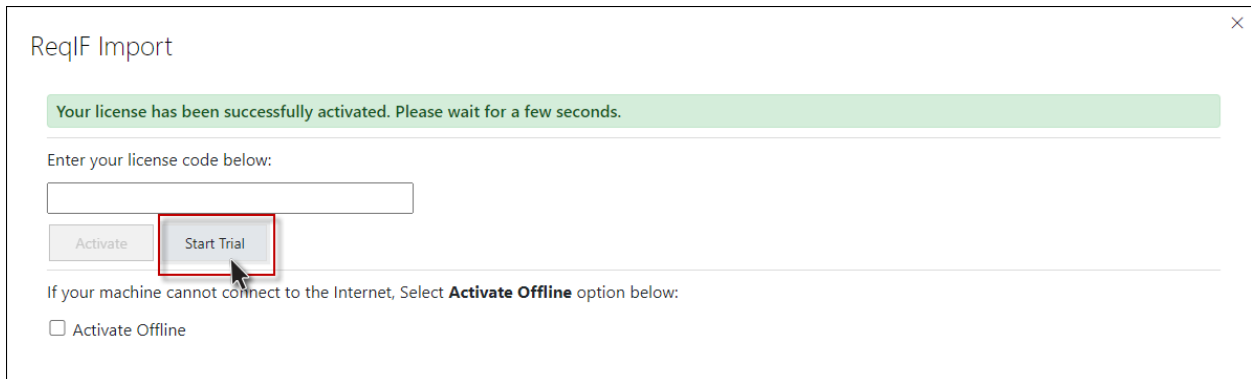 ReqIF Import
Your license has been successfully activated. Please wait for a few seconds.
Enter your license code below:
Activate
Start Trial
If your machine cannot connect to the Internet, Select Activate Offline option below:
Activate Offline